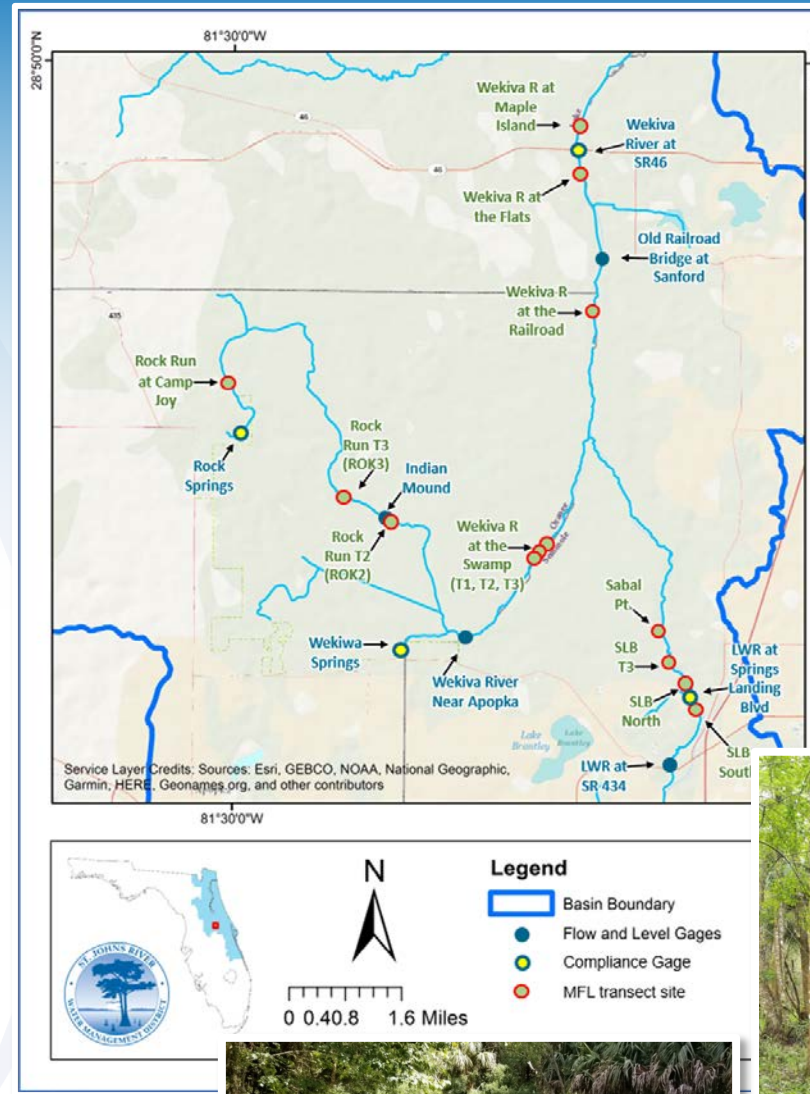 81°30'0"W
28°50'0"N
Wekiva R at
Maple
Island
46
Wekiva
River at
SR46
46
Wekiva R at
the Flats
Old Railroad
Bridge at
Sanford
Wekiva R
at the
Railroad
435
Rock Run
at Camp
Joy
Rock
Springs
Rock
Run T3
(ROK3)
Indian
Mound
Rock
Run T2
(ROK2)
Wekiva R
at the
Swamp
(T1, T2, T3)
Orange
Seminole
Sabal
Pt.
SLB
T3
LWR at
Springs
Landing
Blvd
SLB
North
SLB
South
Wekiwa
Springs
Wekiva River
Near Apopka
Lake
Brantley
Lake
Brantley
LWR at
SR 434
Service Layer Credits: Sources: Esri, GEBCO, NOAA, National Geographic,
Garmin, HERE, Geonames.org, and other contributors
81°30'0"W
ST. JOHNS RIVER
WATER MANAGEMENT DISTRICT
N
0 0.40.8 1.6 Miles
Legend
Basin Boundary
Flow and Level Gages
Compliance Gage
MFL transect site